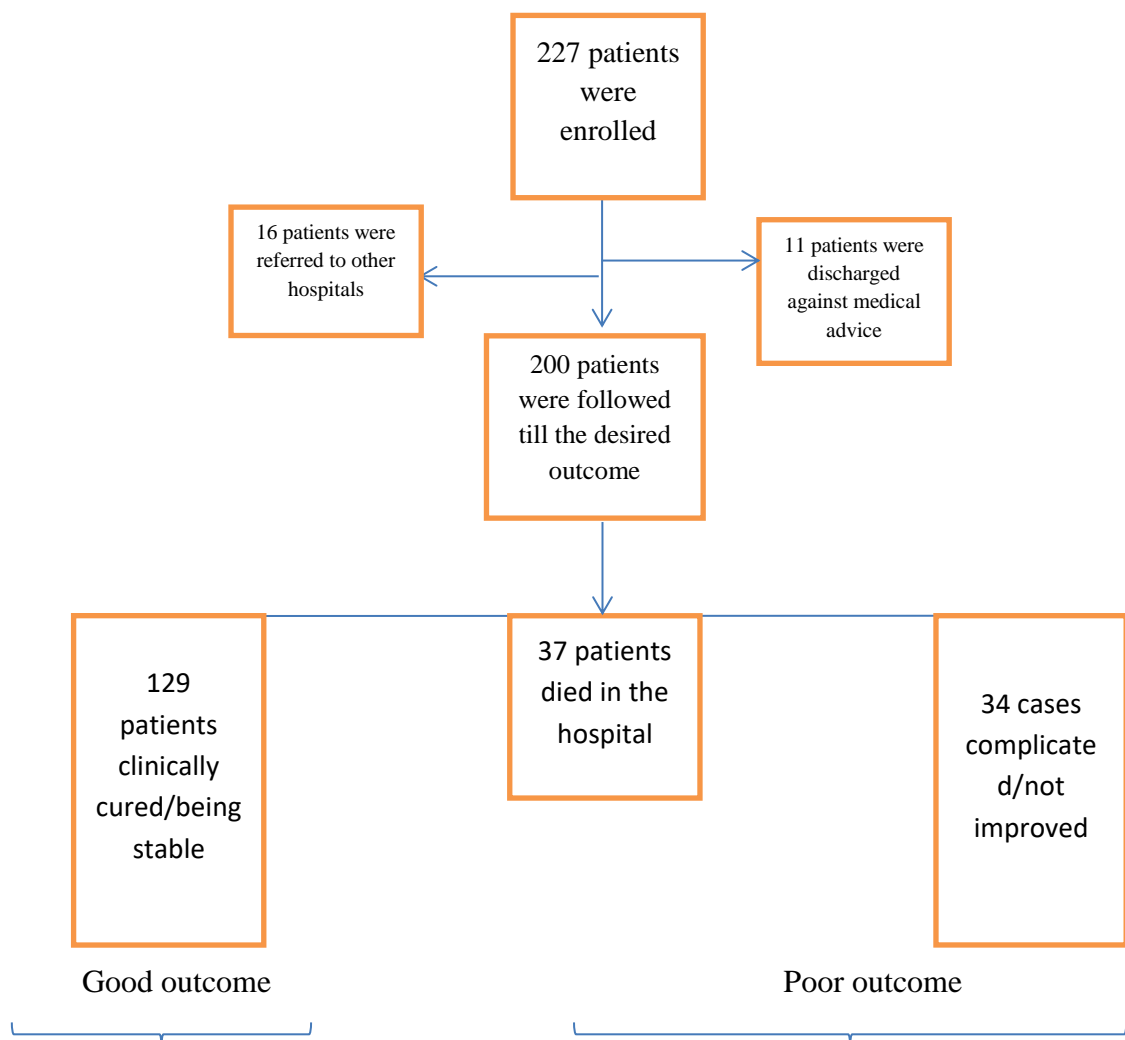 227 patients
were
enrolled
16 patients were
referred to other
hospitals
11 patients were
discharged
against medical
advice
200 patients
were followed
till the desired
outcome
129
patients
clinically
cured/being
stable
37 patients
died in the
hospital
34 cases
complicate
d/not
improved
Good outcome
Poor outcome